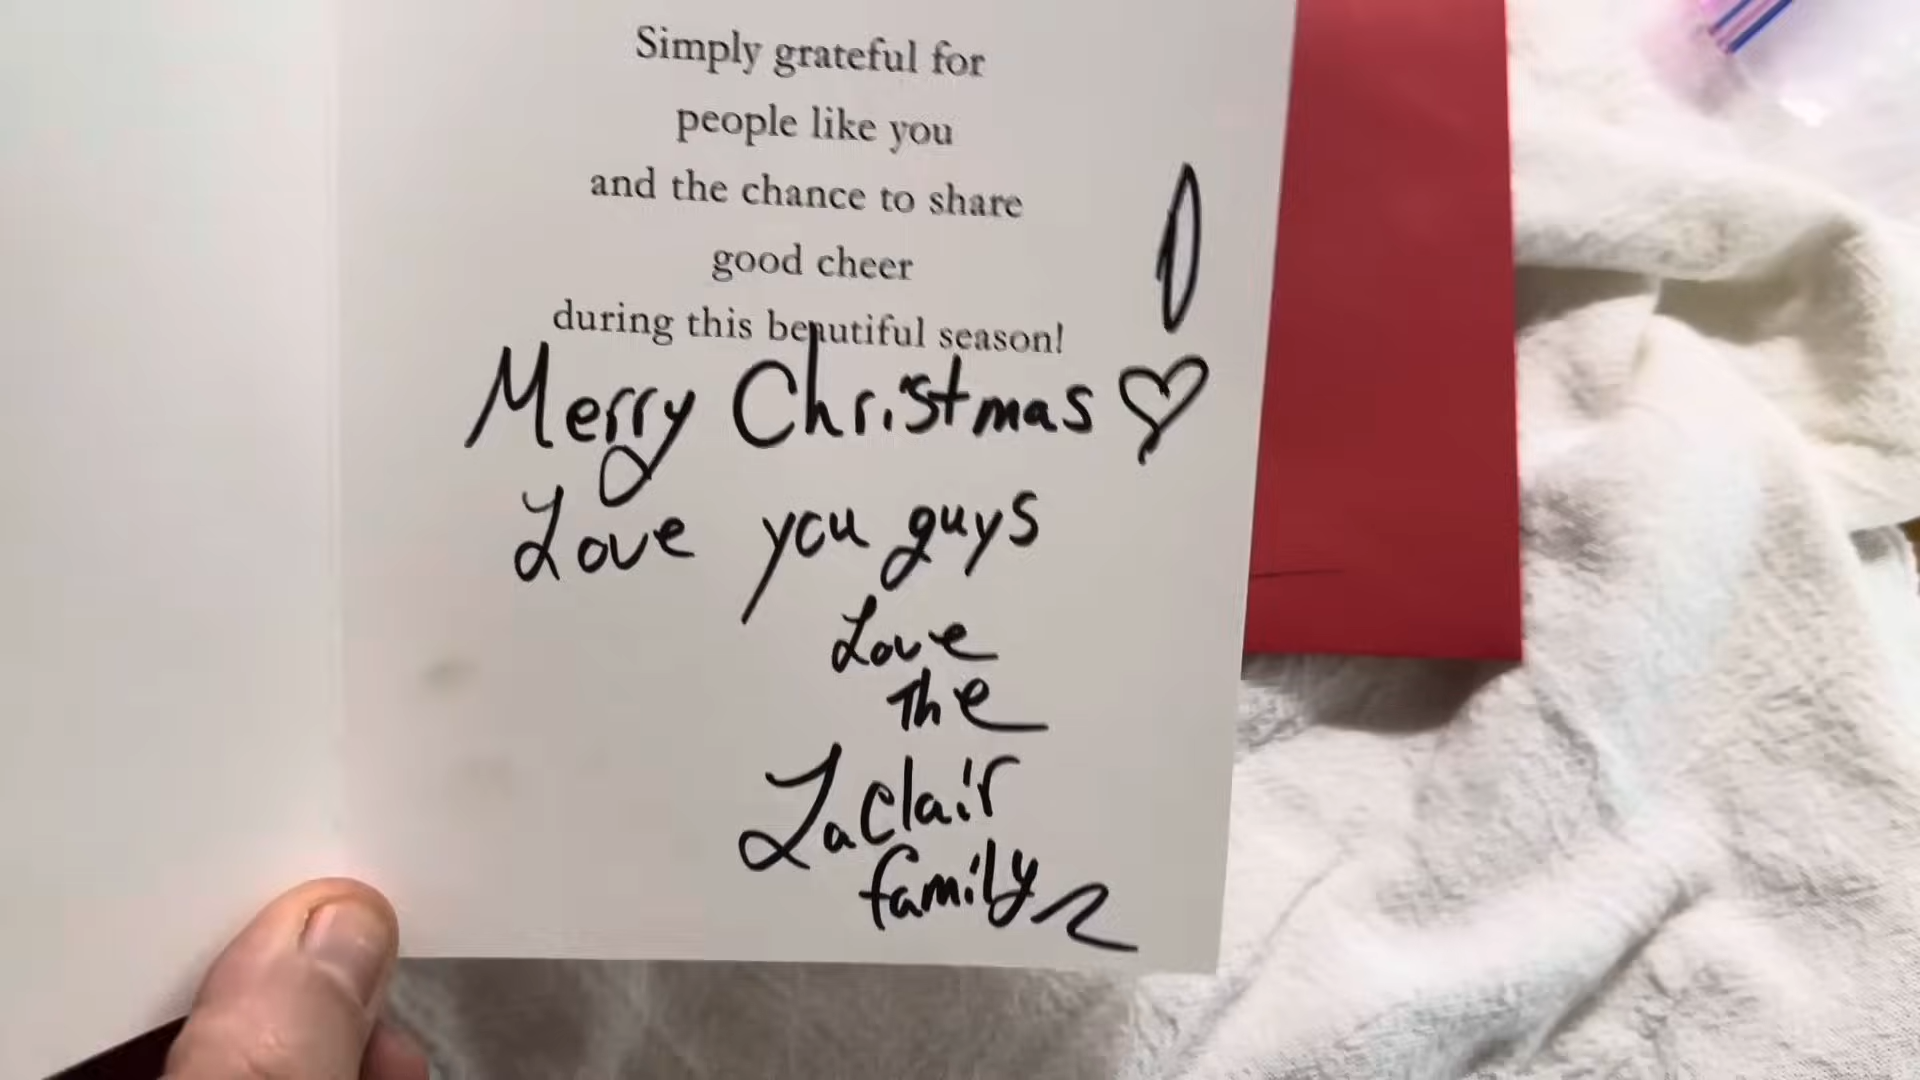 Simply grateful for
people like you
and the chance to share
good cheer
during this beautiful season!
Merry Christmas ♡
Love you guys
Love
The
LaClair
family